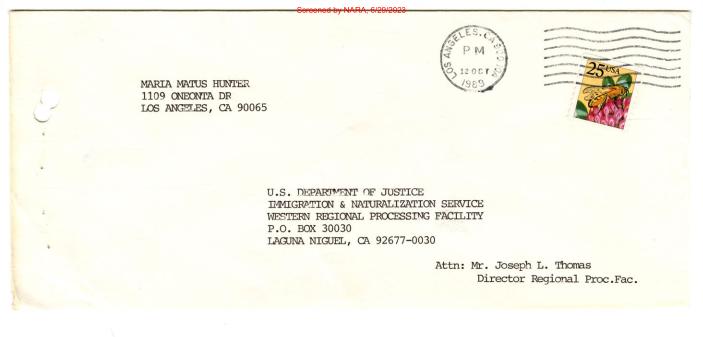 Screened by NARA, 6/29/2023
LOS ANGELES, CA
PM
12 OCT
1989
25 USA
MARIA MATUS HUNTER
1109 ONEONTA DR
LOS ANGELES, CA 90065
U.S. DEPARTMENT OF JUSTICE
IMMIGRATION & NATURALIZATION SERVICE
WESTERN REGIONAL PROCESSING FACILITY
P.O. BOX 30030
LAGUNA NIGUEL, CA 92677-0030
Attn: Mr. Joseph L. Thomas
Director Regional Proc.Fac.